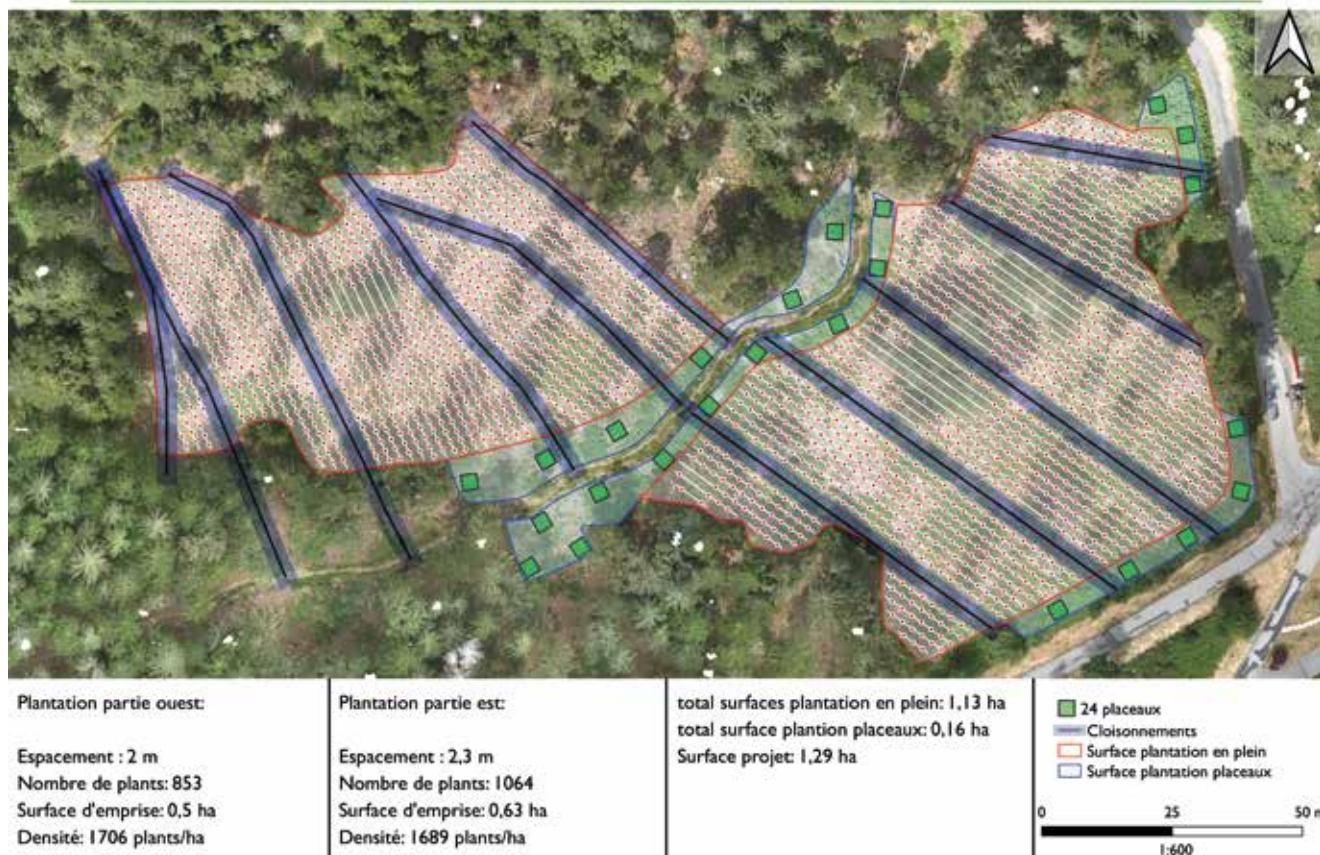 Plantation partie ouest:
Espacement : 2 m
Nombre de plants: 853
Surface d'emprise: 0,5 ha
Densité: 1706 plants/ha
Plantation partie est:
Espacement : 2,3 m
Nombre de plants: 1064
Surface d'emprise: 0,63 ha
Densité: 1689 plants/ha
total surfaces plantation en plein: 1,13 ha
total surface plantion placeaux: 0,16 ha
Surface projet: 1,29 ha
24 placeaux
Cloisonnements
Surface plantation en plein
Surface plantation placeaux
0 25 50
1:600